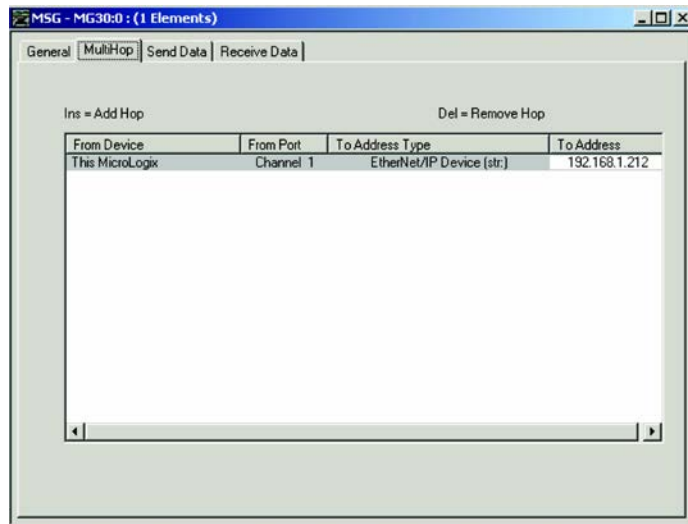 MSG - MG30:0 : (1 Elements)
General MultiHop Send Data Receive Data
Ins = Add Hop Del = Remove Hop
From Device From Port To Address Type To Address
This MicroLogix Channel 1 EtherNet/IP Device (str.) 192.168.1.212